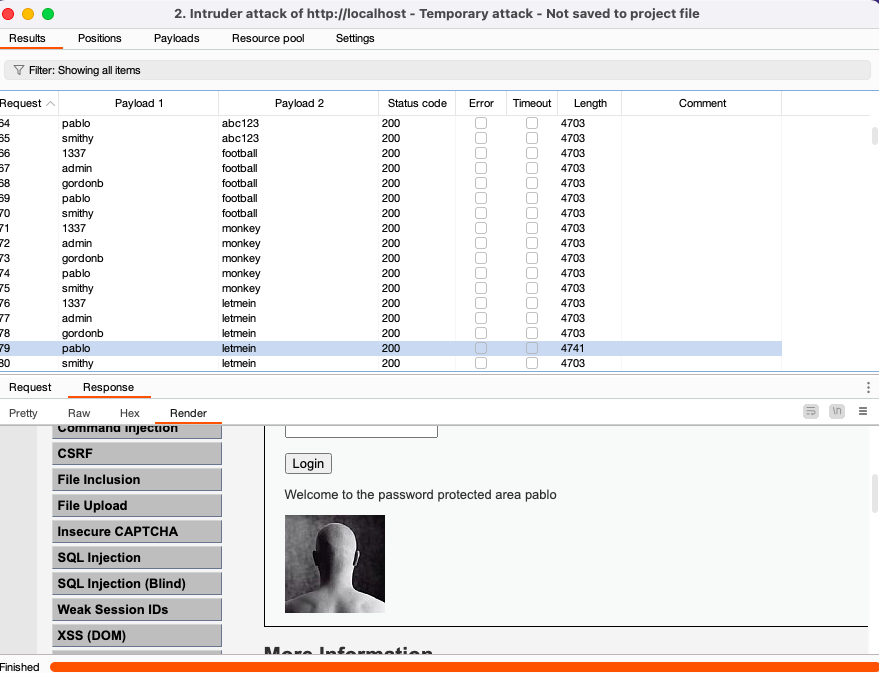 2. Intruder attack of http://localhost - Temporary attack - Not saved to project file
Results Positions Payloads Resource pool Settings
Filter: Showing all items
Request Payload 1 Payload 2 Status code Error Timeout Length Comment
64 pablo abc123 200 4703
65 smithy abc123 200 4703
66 1337 football 200 4703
67 admin football 200 4703
68 gordonb football 200 4703
69 pablo football 200 4703
70 smithy football 200 4703
71 1337 monkey 200 4703
72 admin monkey 200 4703
73 gordonb monkey 200 4703
74 pablo monkey 200 4703
75 smithy monkey 200 4703
76 1337 letmein 200 4703
77 admin letmein 200 4703
78 gordonb letmein 200 4703
79 pablo letmein 200 4741
80 smithy letmein 200 4703
Request Response
Pretty Raw Hex Render \n
Command Injection
CSRF
Login
File Inclusion
File Upload
Welcome to the password protected area pablo
Insecure CAPTCHA
SQL Injection
SQL Injection (Blind)
Weak Session IDs
XSS (DOM)
More Information
Finished